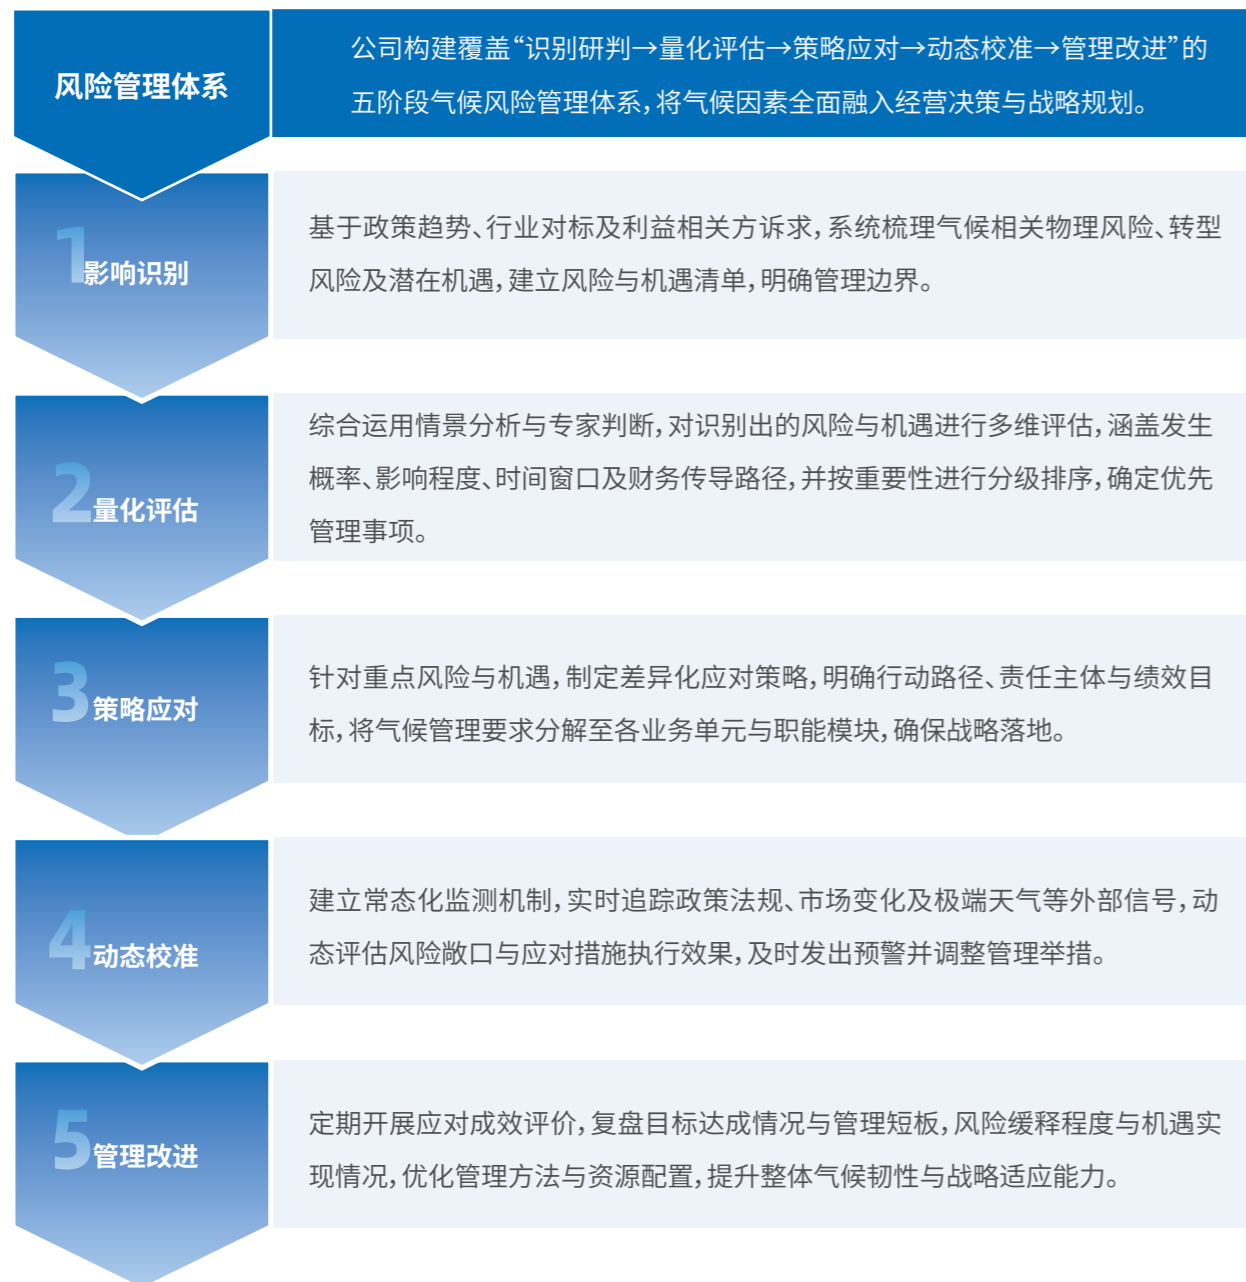 风险管理体系
公司构建覆盖“识别研判→量化评估→策略应对→动态校准→管理改进”的
五阶段气候风险管理体系，将气候因素全面融入经营决策与战略规划。
1
影响识别
基于政策趋势、行业对标及利益相关方诉求，系统梳理气候相关物理风险、转型
风险及潜在机遇，建立风险与机遇清单，明确管理边界。
2
量化评估
综合运用情景分析与专家判断，对识别出的风险与机遇进行多维评估，涵盖发生
概率、影响程度、时间窗口及财务传导路径，并按重要性进行分级排序，确定优先
管理事项。
3
策略应对
针对重点风险与机遇，制定差异化应对策略，明确行动路径、责任主体与绩效目
标，将气候管理要求分解至各业务单元与职能模块，确保战略落地。
4
动态校准
建立常态化监测机制，实时追踪政策法规、市场变化及极端天气等外部信号，动
态评估风险敞口与应对措施执行效果，及时发出预警并调整管理举措。
5
管理改进
定期开展应对成效评价，复盘目标达成情况与管理短板，风险缓释程度与机遇实
现情况，优化管理方法与资源配置，提升整体气候韧性与战略适应能力。